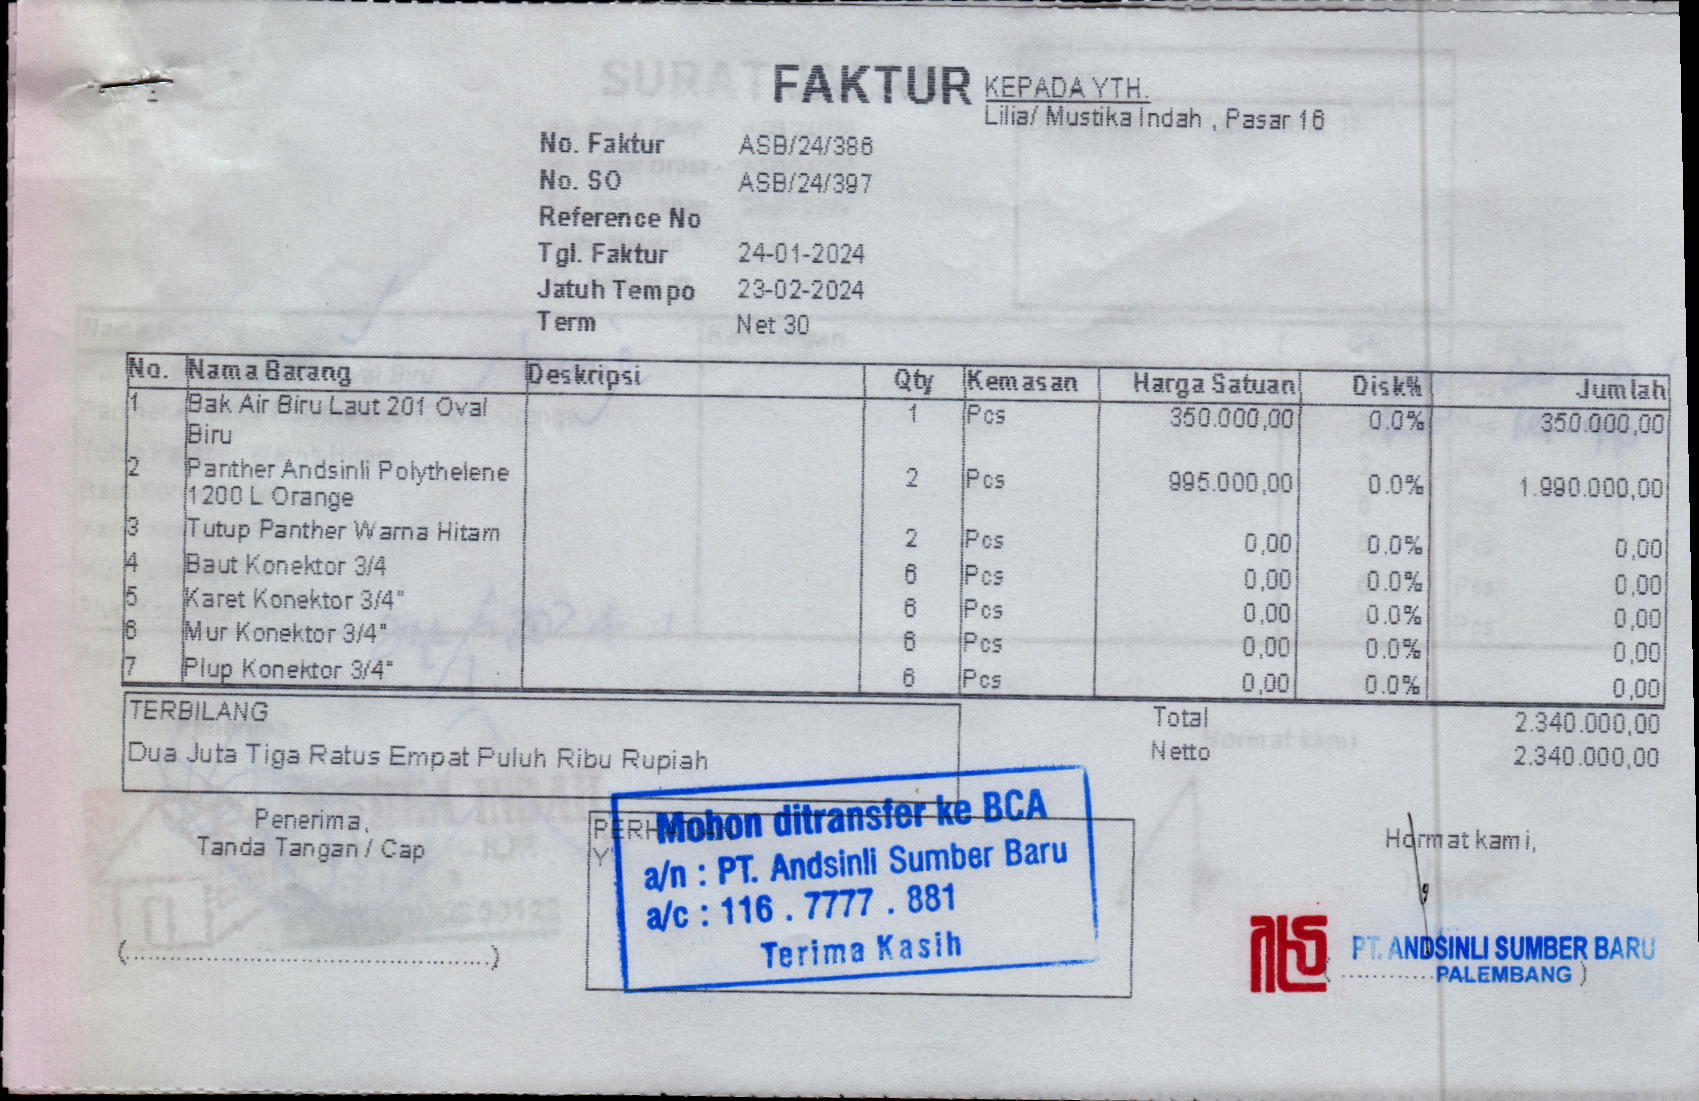 FAKTUR
KEPADA YTH.
Lilia/ Mustika Indah , Pasar 16
No. Faktur ASB/24/386
No. SO ASB/24/397
Reference No
Tgl. Faktur 24-01-2024
Jatuh Tempo 23-02-2024
Term Net 30
No. Nama Barang Deskripsi Qty Kemasan Harga Satuan Disk% Jumlah
1 Bak Air Biru Laut 201 Oval 1 Pcs 350.000,00 0.0% 350.000,00
Biru
2 Panther Andsinli Polythelene 2 Pcs 995.000,00 0.0% 1.990.000,00
1200 L Orange
3 Tutup Panther Warna Hitam 2 Pcs 0,00 0.0% 0,00
4 Baut Konektor 3/4 6 Pcs 0,00 0.0% 0,00
5 Karet Konektor 3/4" 6 Pcs 0,00 0.0% 0,00
6 Mur Konektor 3/4" 6 Pcs 0,00 0.0% 0,00
7 Plup Konektor 3/4" 6 Pcs 0,00 0.0% 0,00
TERBILANG
Dua Juta Tiga Ratus Empat Puluh Ribu Rupiah
Total 2.340.000,00
Netto 2.340.000,00
Penerima,
Tanda Tangan / Cap
(..........................................)
Mohon ditransfer ke BCA
a/n : PT. Andsinli Sumber Baru
a/c : 116 . 7777 . 881
Terima Kasih
Hormat kami,
PT. ANDSINLI SUMBER BARU
PALEMBANG